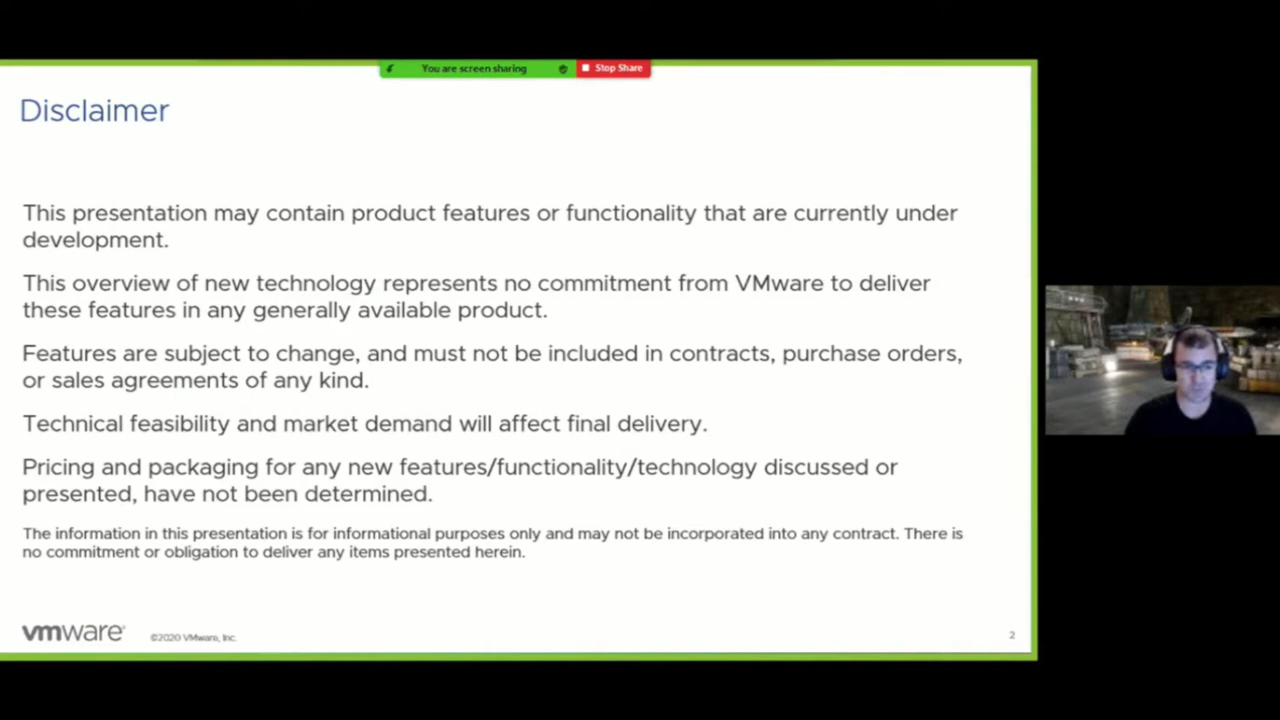 You are screen sharing
Stop Share
Disclaimer
This presentation may contain product features or functionality that are currently under
development.
This overview of new technology represents no commitment from VMware to deliver
these features in any generally available product.
Features are subject to change, and must not be included in contracts, purchase orders,
or sales agreements of any kind.
Technical feasibility and market demand will affect final delivery.
Pricing and packaging for any new features/functionality/technology discussed or
presented, have not been determined.
The information in this presentation is for informational purposes only and may not be incorporated into any contract. There is
no commitment or obligation to deliver any items presented herein.
vmware® ©2020 VMware, Inc. 2